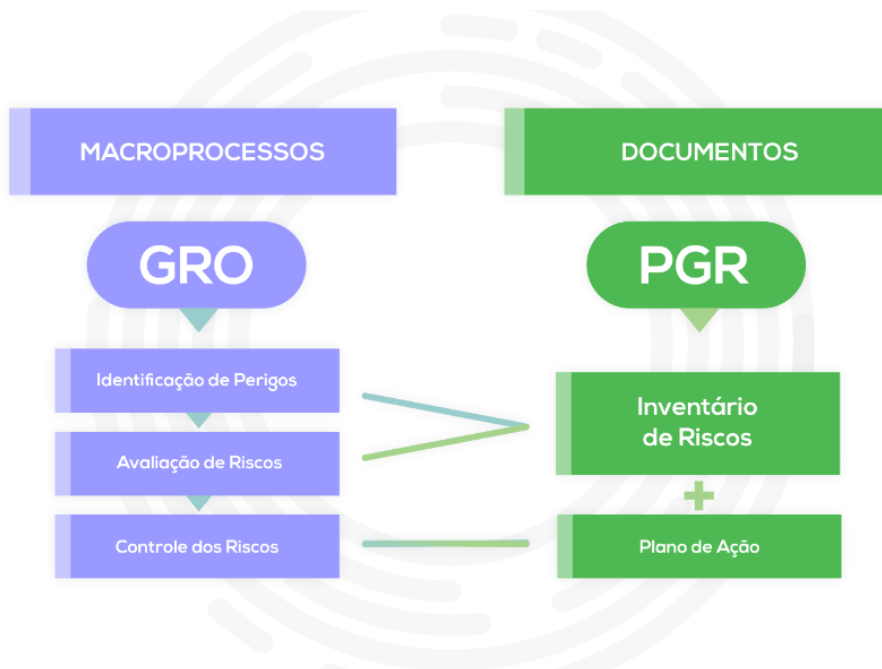 MACROPROCESSOS
DOCUMENTOS
GRO
PGR
Identificação de Perigos
Avaliação de Riscos
Controle dos Riscos
Inventário
de Riscos
+
Plano de Ação